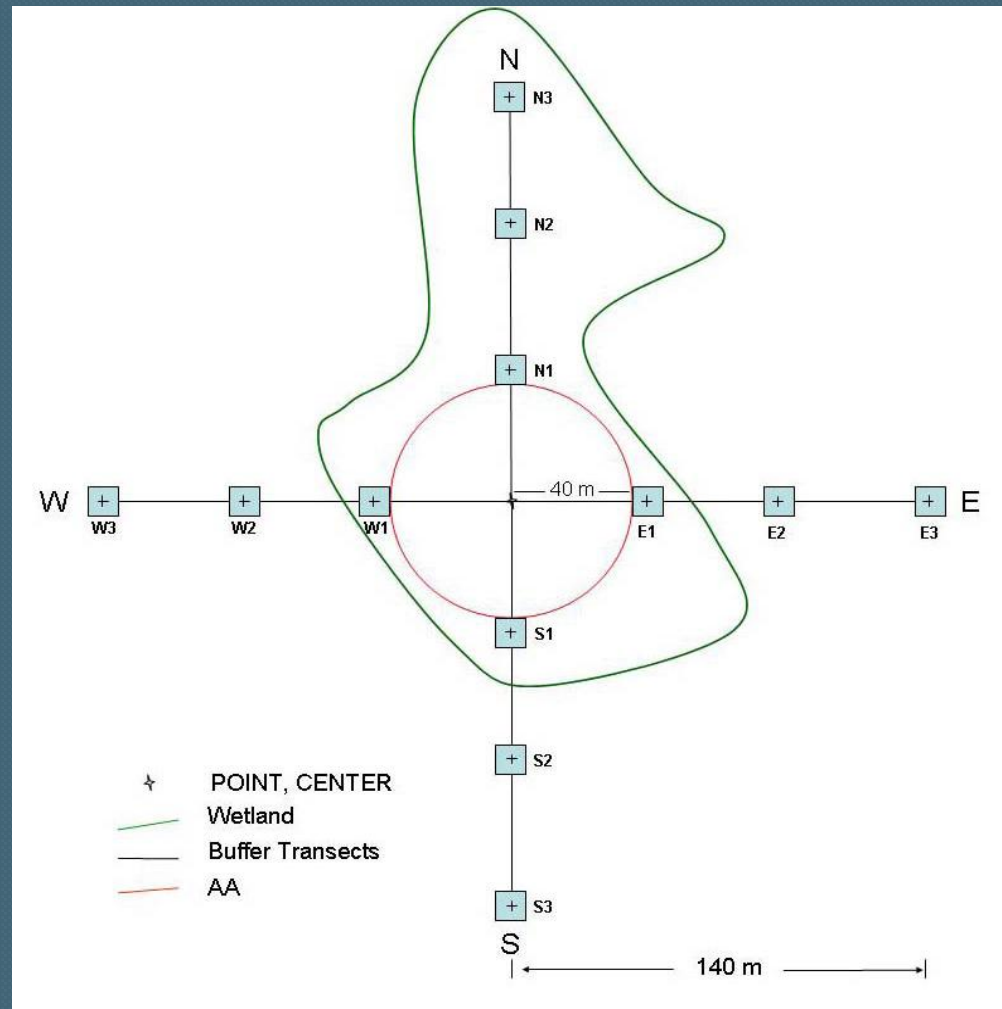 N
N3
N2
N1
40 m
W
E
W3
W2
W1
E1
E2
E3
S1
S2
S3
S
POINT, CENTER
Wetland
Buffer Transects
AA
140 m